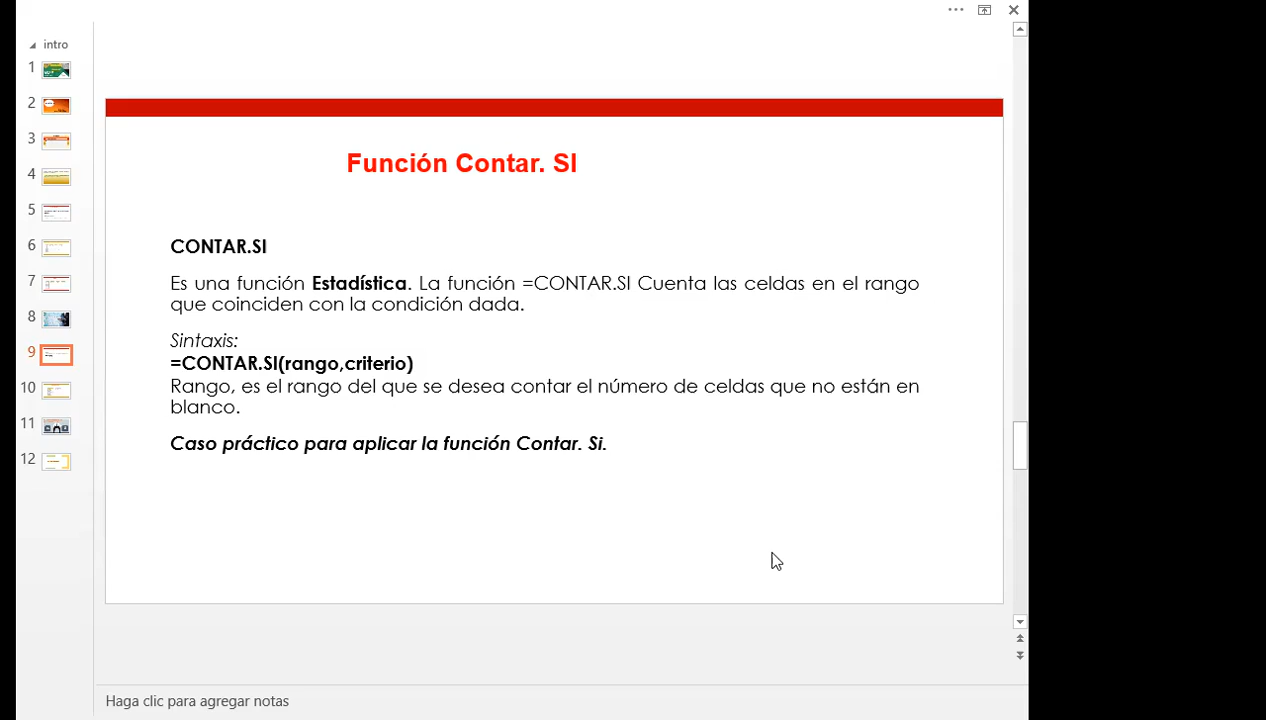 intro
1
2
3
4
5
6
7
8
9
10
11
12
Función Contar. SI
CONTAR.SI
Es una función Estadística. La función =CONTAR.SI Cuenta las celdas en el rango
que coinciden con la condición dada.
Sintaxis:
=CONTAR.SI(rango,criterio)
Rango, es el rango del que se desea contar el número de celdas que no están en
blanco.
Caso práctico para aplicar la función Contar. Si.
Haga clic para agregar notas